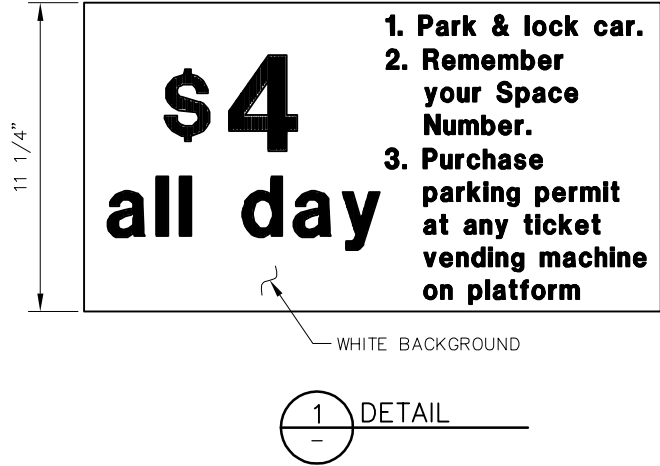 11 1/4"
$4
all day
1. Park & lock car.
2. Remember
your Space
Number.
3. Purchase
parking permit
at any ticket
vending machine
on platform
WHITE BACKGROUND
1
–
DETAIL